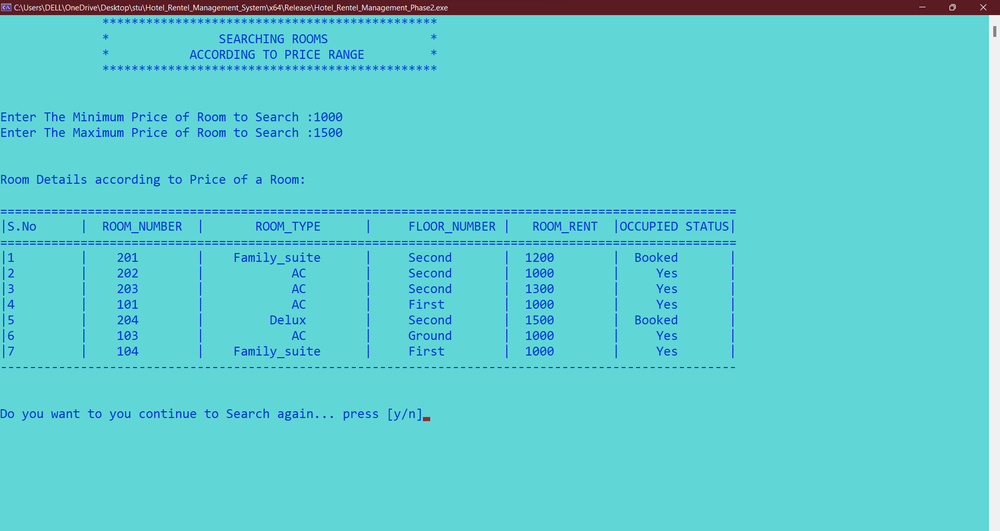 C:\Users\DELL\OneDrive\Desktop\stu\Hotel_Rentel_Management_System\x64\Release\Hotel_Rentel_Management_Phase2.exe
**********************************************
* SEARCHING ROOMS *
* ACCORDING TO PRICE RANGE *
**********************************************
Enter The Minimum Price of Room to Search :1000
Enter The Maximum Price of Room to Search :1500
Room Details according to Price of a Room:
=====================================================================================================
|S.No | ROOM_NUMBER | ROOM_TYPE | FLOOR_NUMBER | ROOM_RENT |OCCUPIED STATUS|
=====================================================================================================
|1 | 201 | Family_suite | Second | 1200 | Booked |
|2 | 202 | AC | Second | 1000 | Yes |
|3 | 203 | AC | Second | 1300 | Yes |
|4 | 101 | AC | First | 1000 | Yes |
|5 | 204 | Delux | Second | 1500 | Booked |
|6 | 103 | AC | Ground | 1000 | Yes |
|7 | 104 | Family_suite | First | 1000 | Yes |
-----------------------------------------------------------------------------------------------------
Do you want to you continue to Search again... press [y/n]